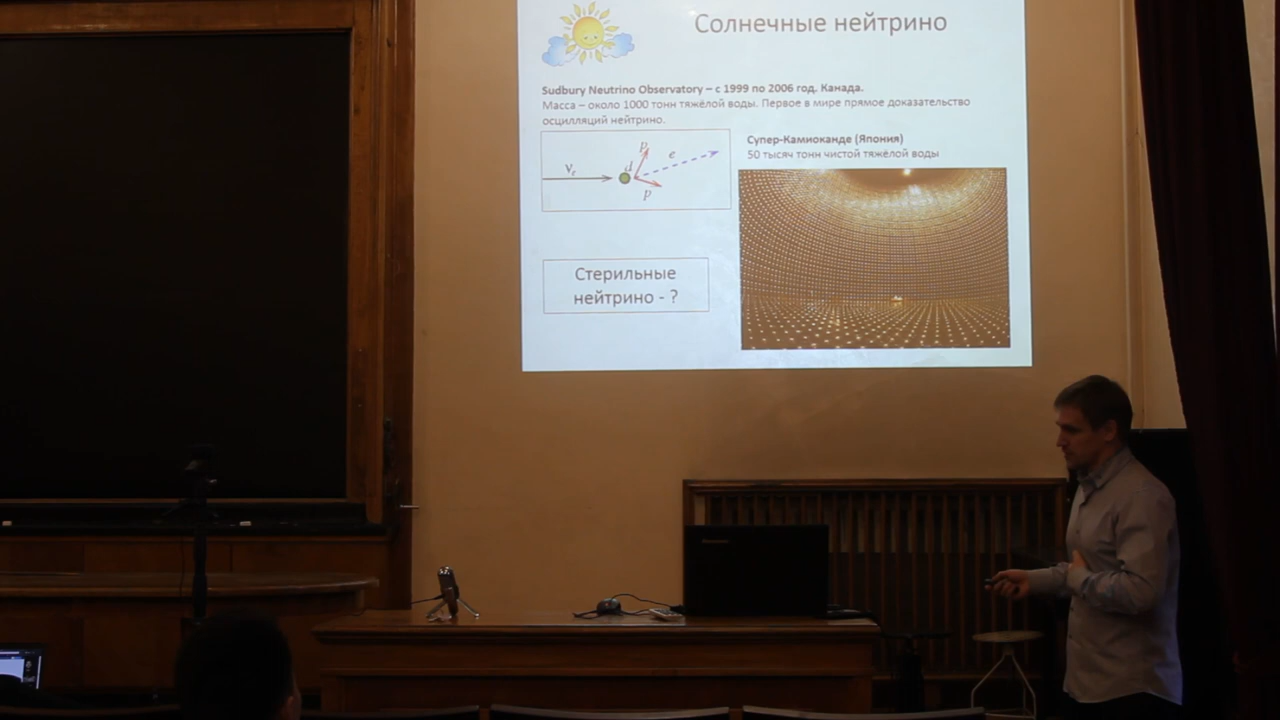 Солнечные нейтрино
Sudbury Neutrino Observatory – с 1999 по 2006 год. Канада.
Масса – около 1000 тонн тяжёлой воды. Первое в мире прямое доказательство
осцилляций нейтрино.
Супер-Камиоканде (Япония)
50 тысяч тонн чистой тяжёлой воды
p
e
d
νe
p
Стерильные
нейтрино - ?